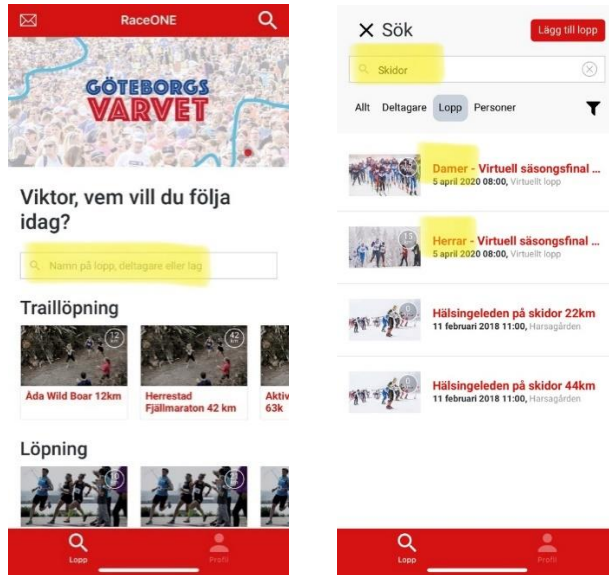 RaceONE
GÖTEBORGS
VARVET
Viktor, vem vill du följa
idag?
Namn på lopp, deltagare eller lag
Traillöpning
12
42
km
Åda Wild Boar 12km
Herrestad
Fjällmaraton 42 km
Aktiv
63k
Löpning
10
21
Lopp
Profil
Sök
Lägg till lopp
Skidor
Allt Deltagare Lopp Personer
Damer - Virtuell säsongsfinal ...
5 april 2020 08:00, Virtuellt lopp
Herrar - Virtuell säsongsfinal ...
5 april 2020 08:00, Virtuellt lopp
Hälsingeleden på skidor 22km
11 februari 2018 11:00, Harsagården
Hälsingeleden på skidor 44km
11 februari 2018 11:00, Harsagården
Lopp
Profil